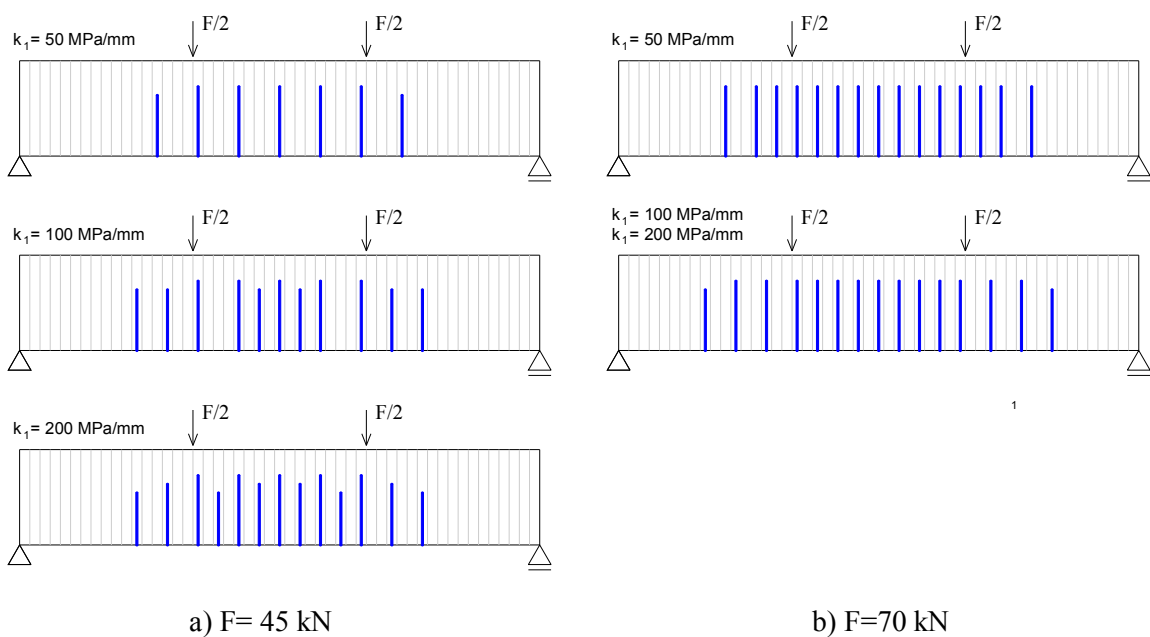 F/2 F/2
k₁= 50 MPa/mm
F/2 F/2
k₁= 50 MPa/mm
F/2 F/2
k₁= 100 MPa/mm
F/2 F/2
k₁= 100 MPa/mm
k₁= 200 MPa/mm
1
F/2 F/2
k₁= 200 MPa/mm
a) F= 45 kN
b) F=70 kN